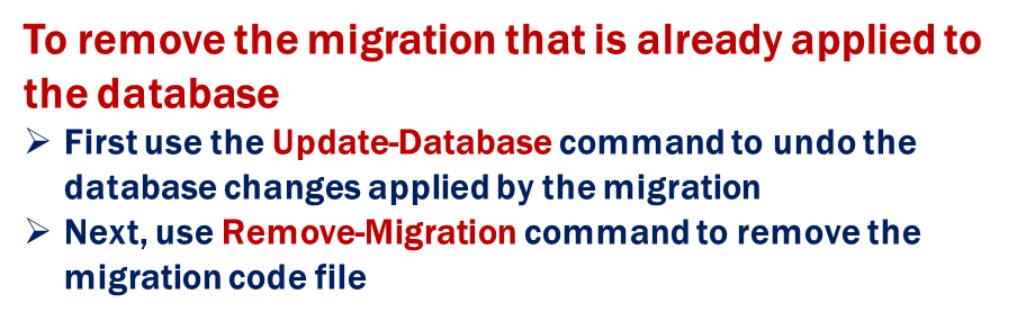 To remove the migration that is already applied to
the database
➢ First use the Update-Database command to undo the
database changes applied by the migration
➢ Next, use Remove-Migration command to remove the
migration code file